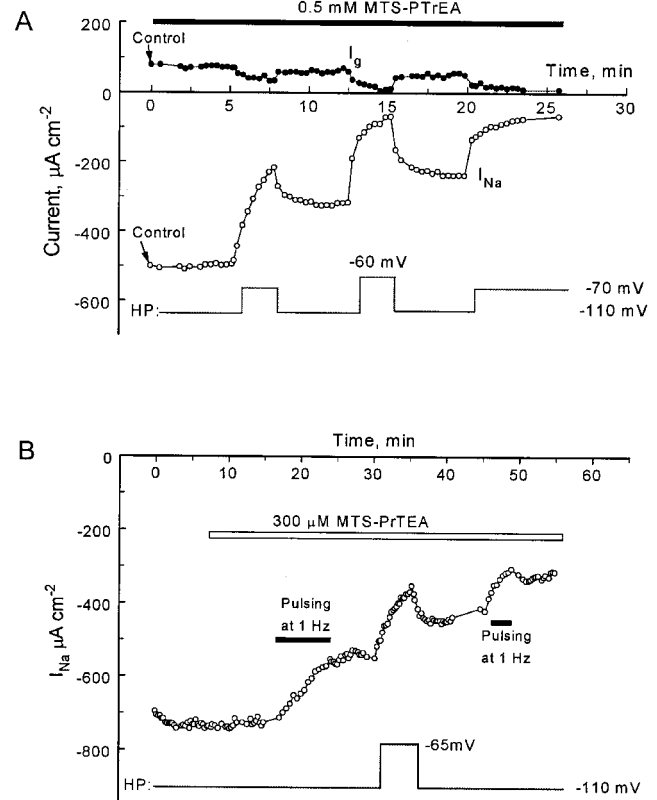 A
0.5 mM MTS-PTrEA
200
Control
Ig
Time, min
0
0 5 10 15 20 25 30
Current, µA cm-2
-200
INa
Control
-400
-60 mV
-600
HP:
-70 mV
-110 mV
B
Time, min
0
0 10 20 30 40 50 60
-200
300 µM MTS-PrTEA
INa µA cm-2
-400
Pulsing
at 1 Hz
Pulsing
at 1 Hz
-600
-800
-65mV
HP:
-110 mV